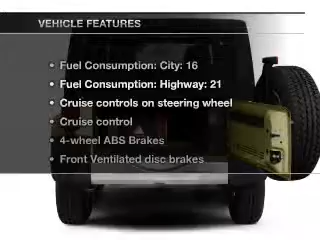 VEHICLE FEATURES
• Fuel Consumption: City: 16
• Fuel Consumption: Highway: 21
• Cruise controls on steering wheel
• Cruise control
• 4-wheel ABS Brakes
• Front Ventilated disc brakes